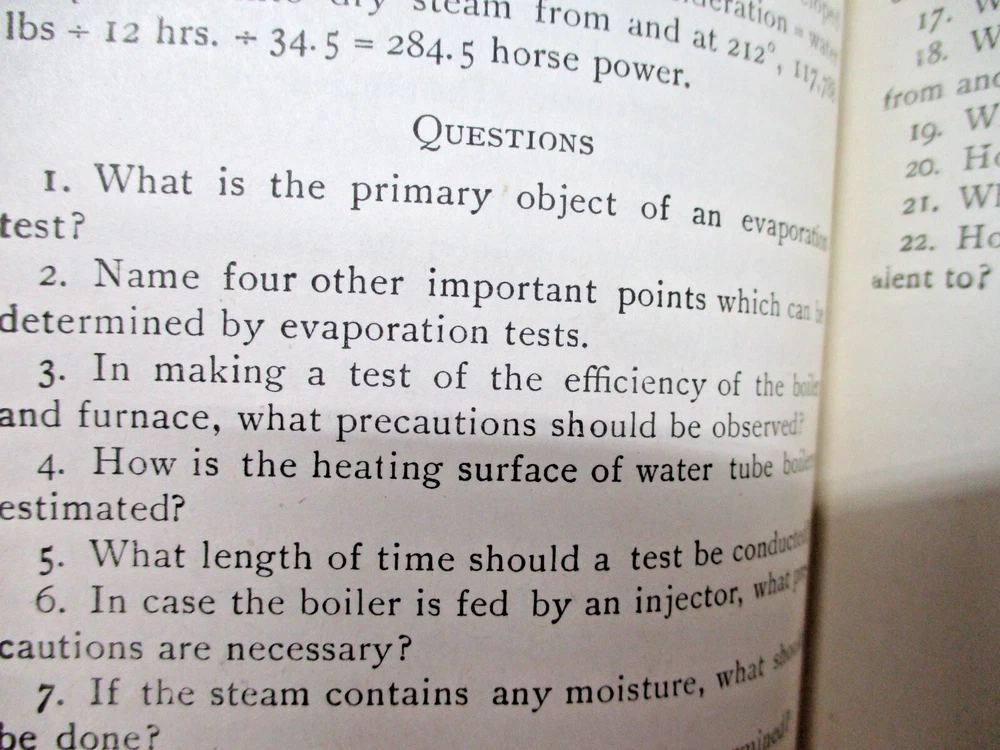 dry steam from and at 212°,
lbs ÷ 12 hrs. ÷ 34.5 = 284.5 horse power.
QUESTIONS
1. What is the primary object of an evaporation
test?
2. Name four other important points which can be
determined by evaporation tests.
3. In making a test of the efficiency of the boiler
and furnace, what precautions should be observed?
4. How is the heating surface of water tube boilers
estimated?
5. What length of time should a test be conducted
6. In case the boiler is fed by an injector, what pre
cautions are necessary?
7. If the steam contains any moisture, what should
be done?
17.
18.
from and
19.
20.
21.
22.
alent to?